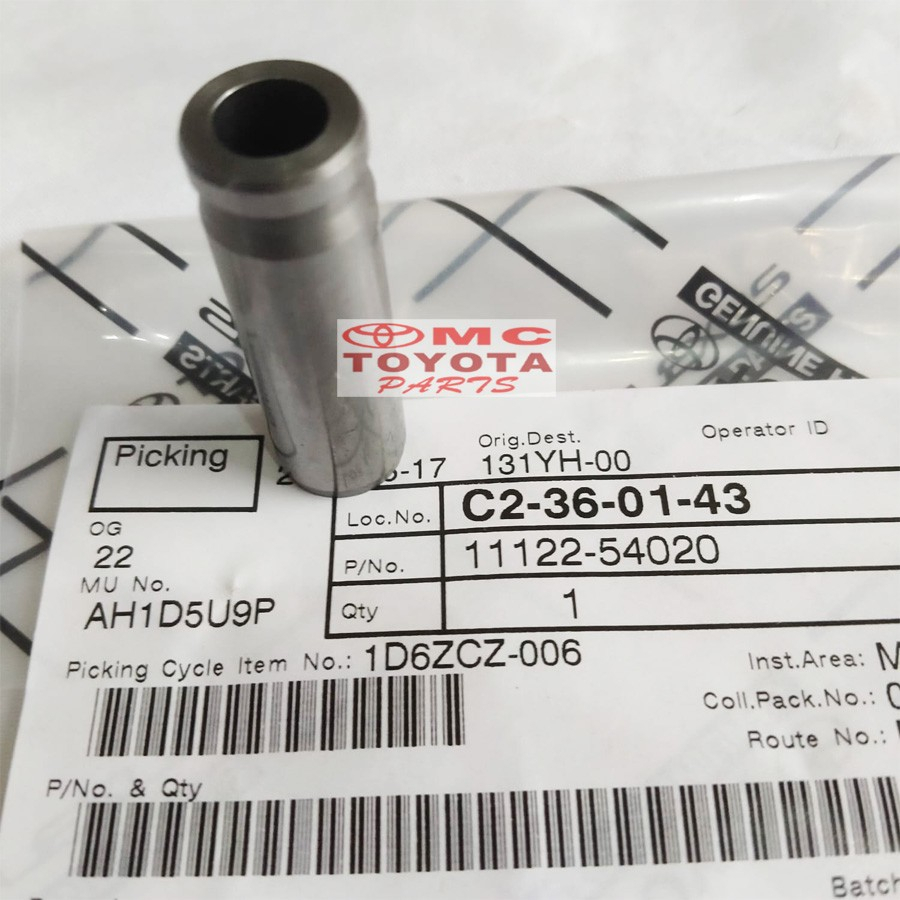 GENUINE
PARTS
MC
TOYOTA
PARTS
Picking
Orig.Dest.
Operator ID
-17 131YH-00
Loc.No. C2-36-01-43
OG
22
P/No. 11122-54020
MU No.
AH1D5U9P
Qty 1
Picking Cycle Item No.: 1D6ZCZ-006
Inst.Area:
Coll.Pack.No.:
Route No.:
P/No. & Qty
Batch